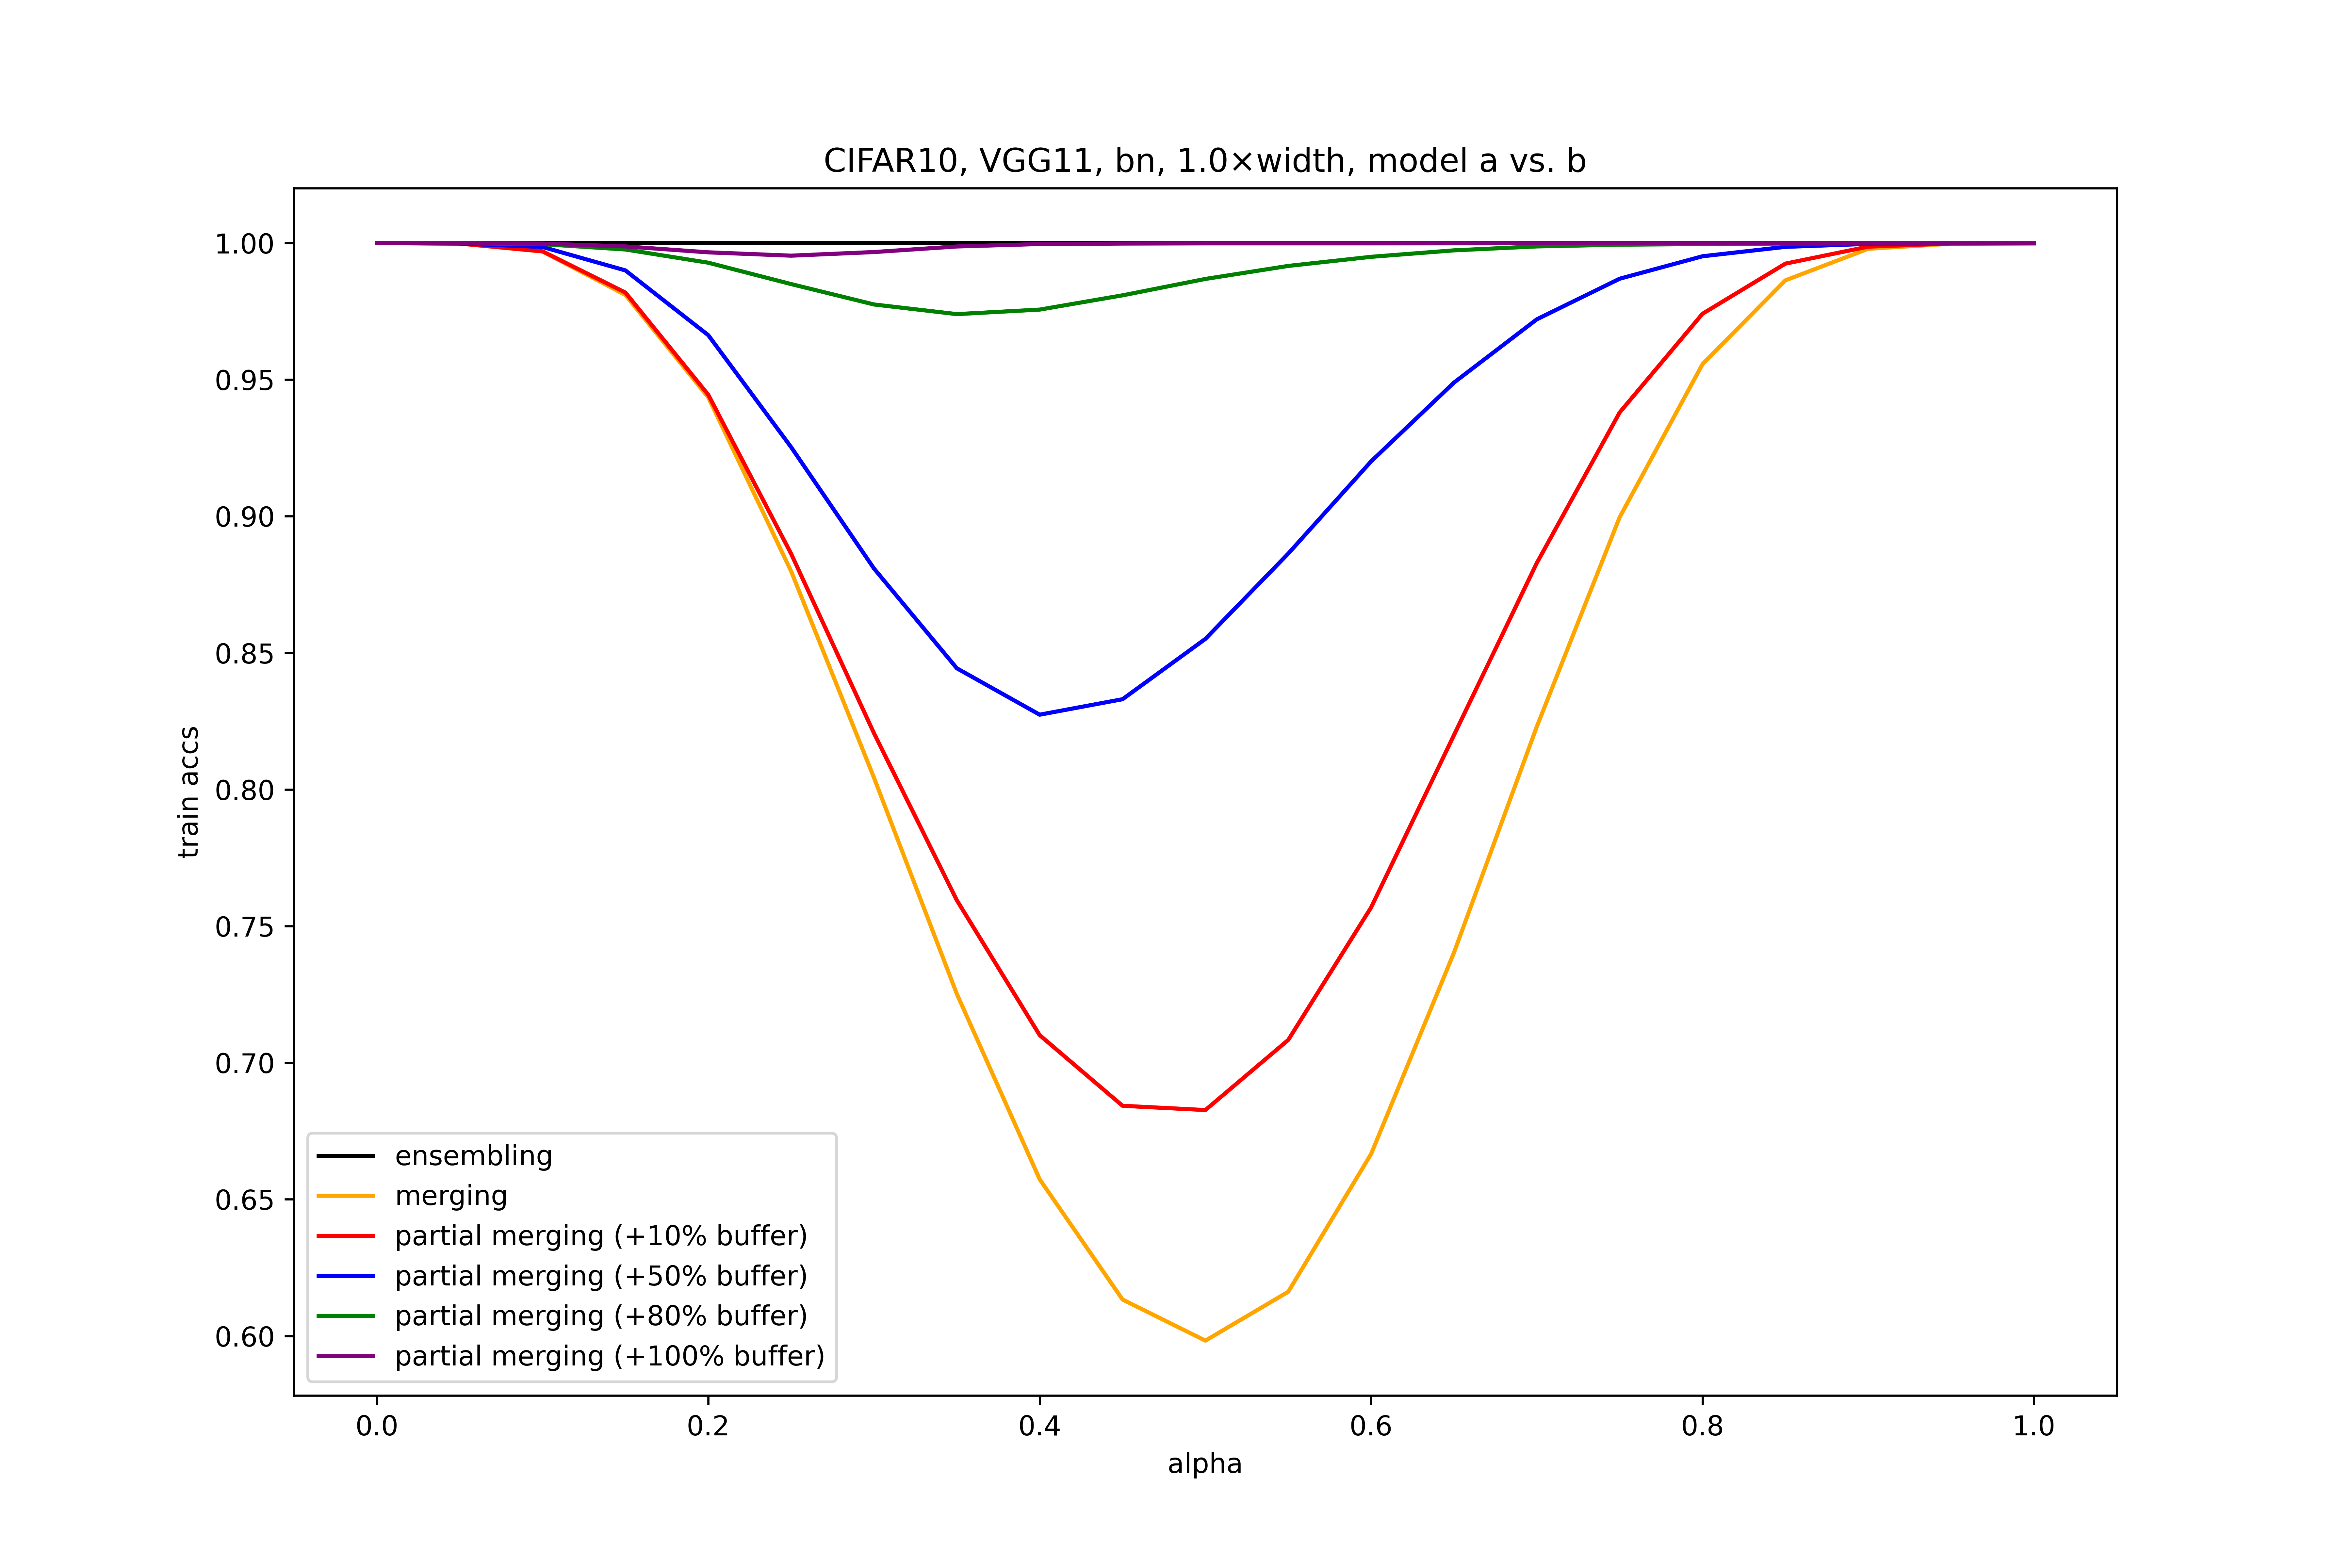 CIFAR10, VGG11, bn, 1.0×width, model a vs. b
1.00
0.95
0.90
0.85
0.80
0.75
0.70
0.65
0.60
train accs
ensembling
merging
partial merging (+10% buffer)
partial merging (+50% buffer)
partial merging (+80% buffer)
partial merging (+100% buffer)
0.0
0.2
0.4
0.6
0.8
1.0
alpha